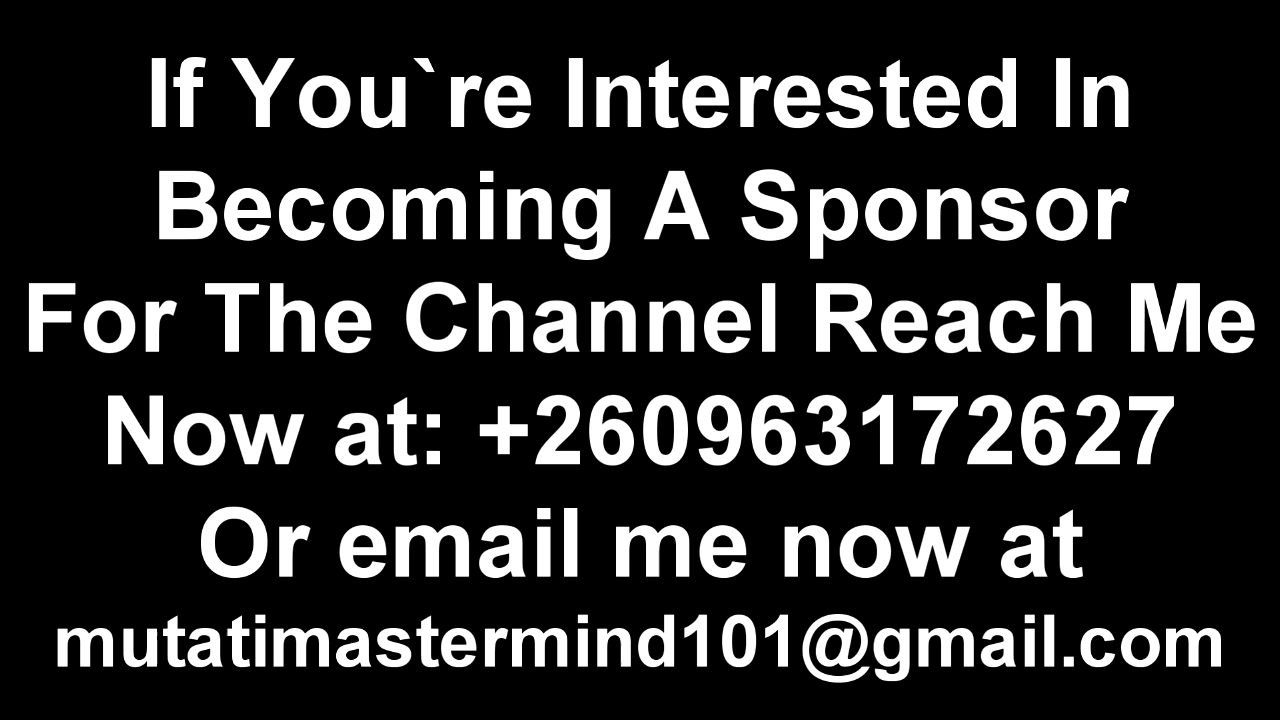 If You`re Interested In
Becoming A Sponsor
For The Channel Reach Me
Now at: +260963172627
Or email me now at
mutatimastermind101@gmail.com